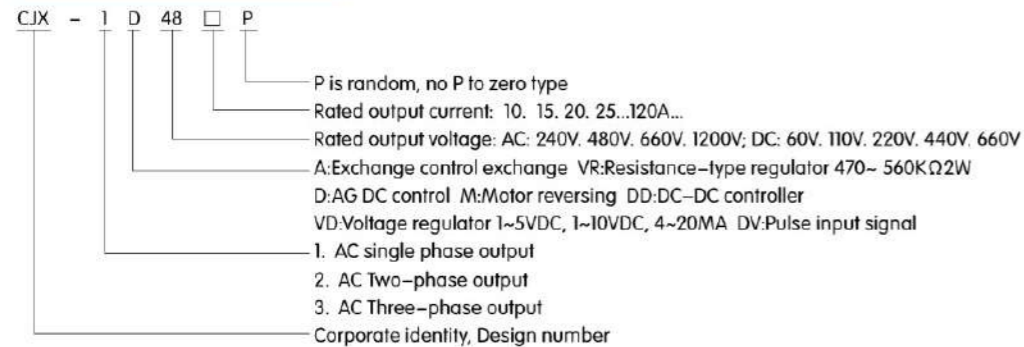 CJX - 1 D 48 □ P
P is random, no P to zero type
Rated output current: 10. 15. 20. 25...120A...
Rated output voltage: AC: 240V. 480V. 660V. 1200V; DC: 60V. 110V. 220V. 440V. 660V
A:Exchange control exchange VR:Resistance-type regulator 470~ 560KΩ2W
D:AG DC control M:Motor reversing DD:DC-DC controller
VD:Voltage regulator 1~5VDC, 1~10VDC, 4~20MA DV:Pulse input signal
1. AC single phase output
2. AC Two-phase output
3. AC Three-phase output
Corporate identity, Design number